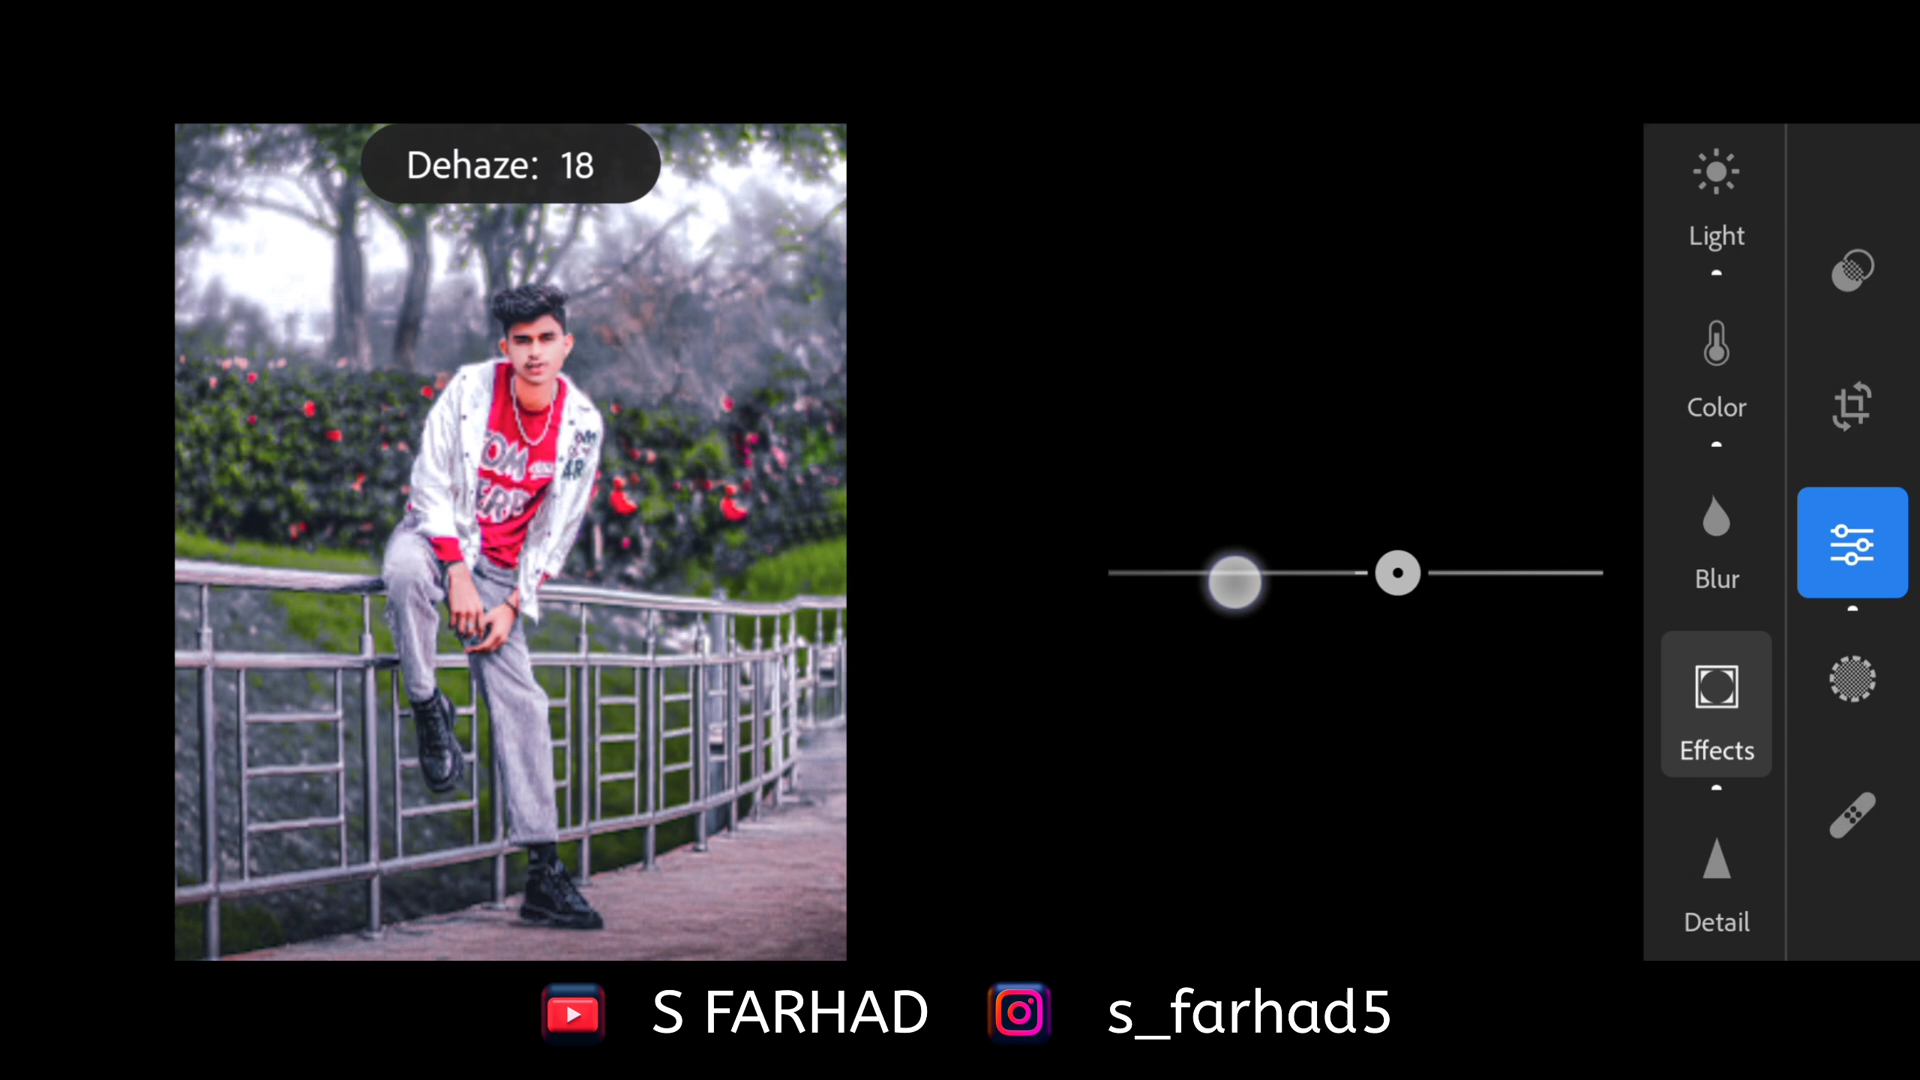 Dehaze: 18
Light
Color
Blur
Effects
Detail
S FARHAD
s_farhad5